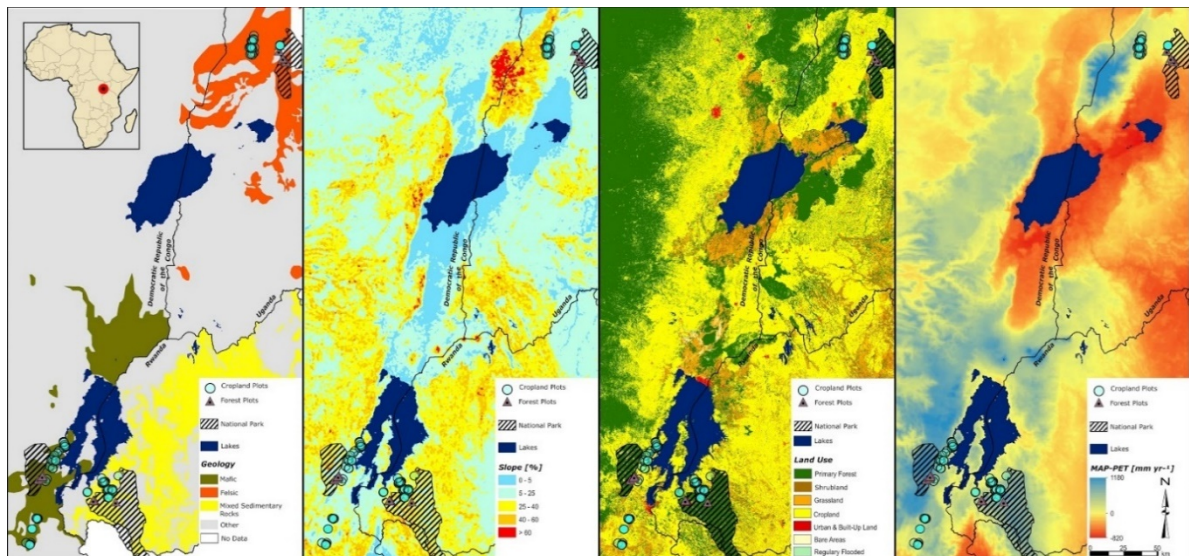 Democratic Republic
of the Congo
Rwanda
Uganda
Cropland Plots
Forest Plots
National Park
Lakes
Geology
Mafic
Felsic
Mixed Sedimentary
Rocks
Other
No Data
Democratic Republic
of the Congo
Rwanda
Uganda
Cropland Plots
Forest Plots
National Park
Lakes
Slope [%]
0 - 5
5 - 25
25 - 40
40 - 60
> 60
Democratic Republic
of the Congo
Rwanda
Uganda
Cropland Plots
Forest Plots
National Park
Lakes
Land Use
Primary Forest
Shrubland
Grassland
Cropland
Urban & Built-Up Land
Bare Areas
Regulary Flooded
Democratic Republic
of the Congo
Rwanda
Uganda
Cropland Plots
Forest Plots
National Park
Lakes
MAP-PET [mm yr⁻¹]
1180
-820
N
0 25 50